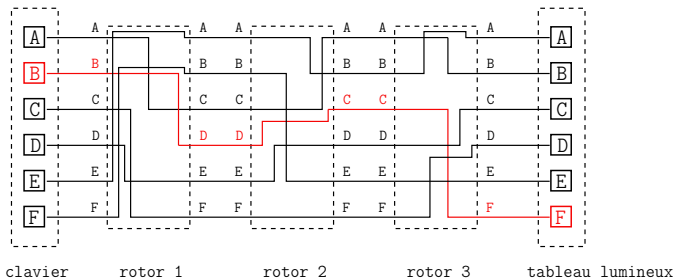 A A A A A A A
B B B B B B B B
C C C C C C C
D D D D D D D
E E E E E E E E
F F F F F F F F
clavier rotor 1 rotor 2 rotor 3 tableau lumineux